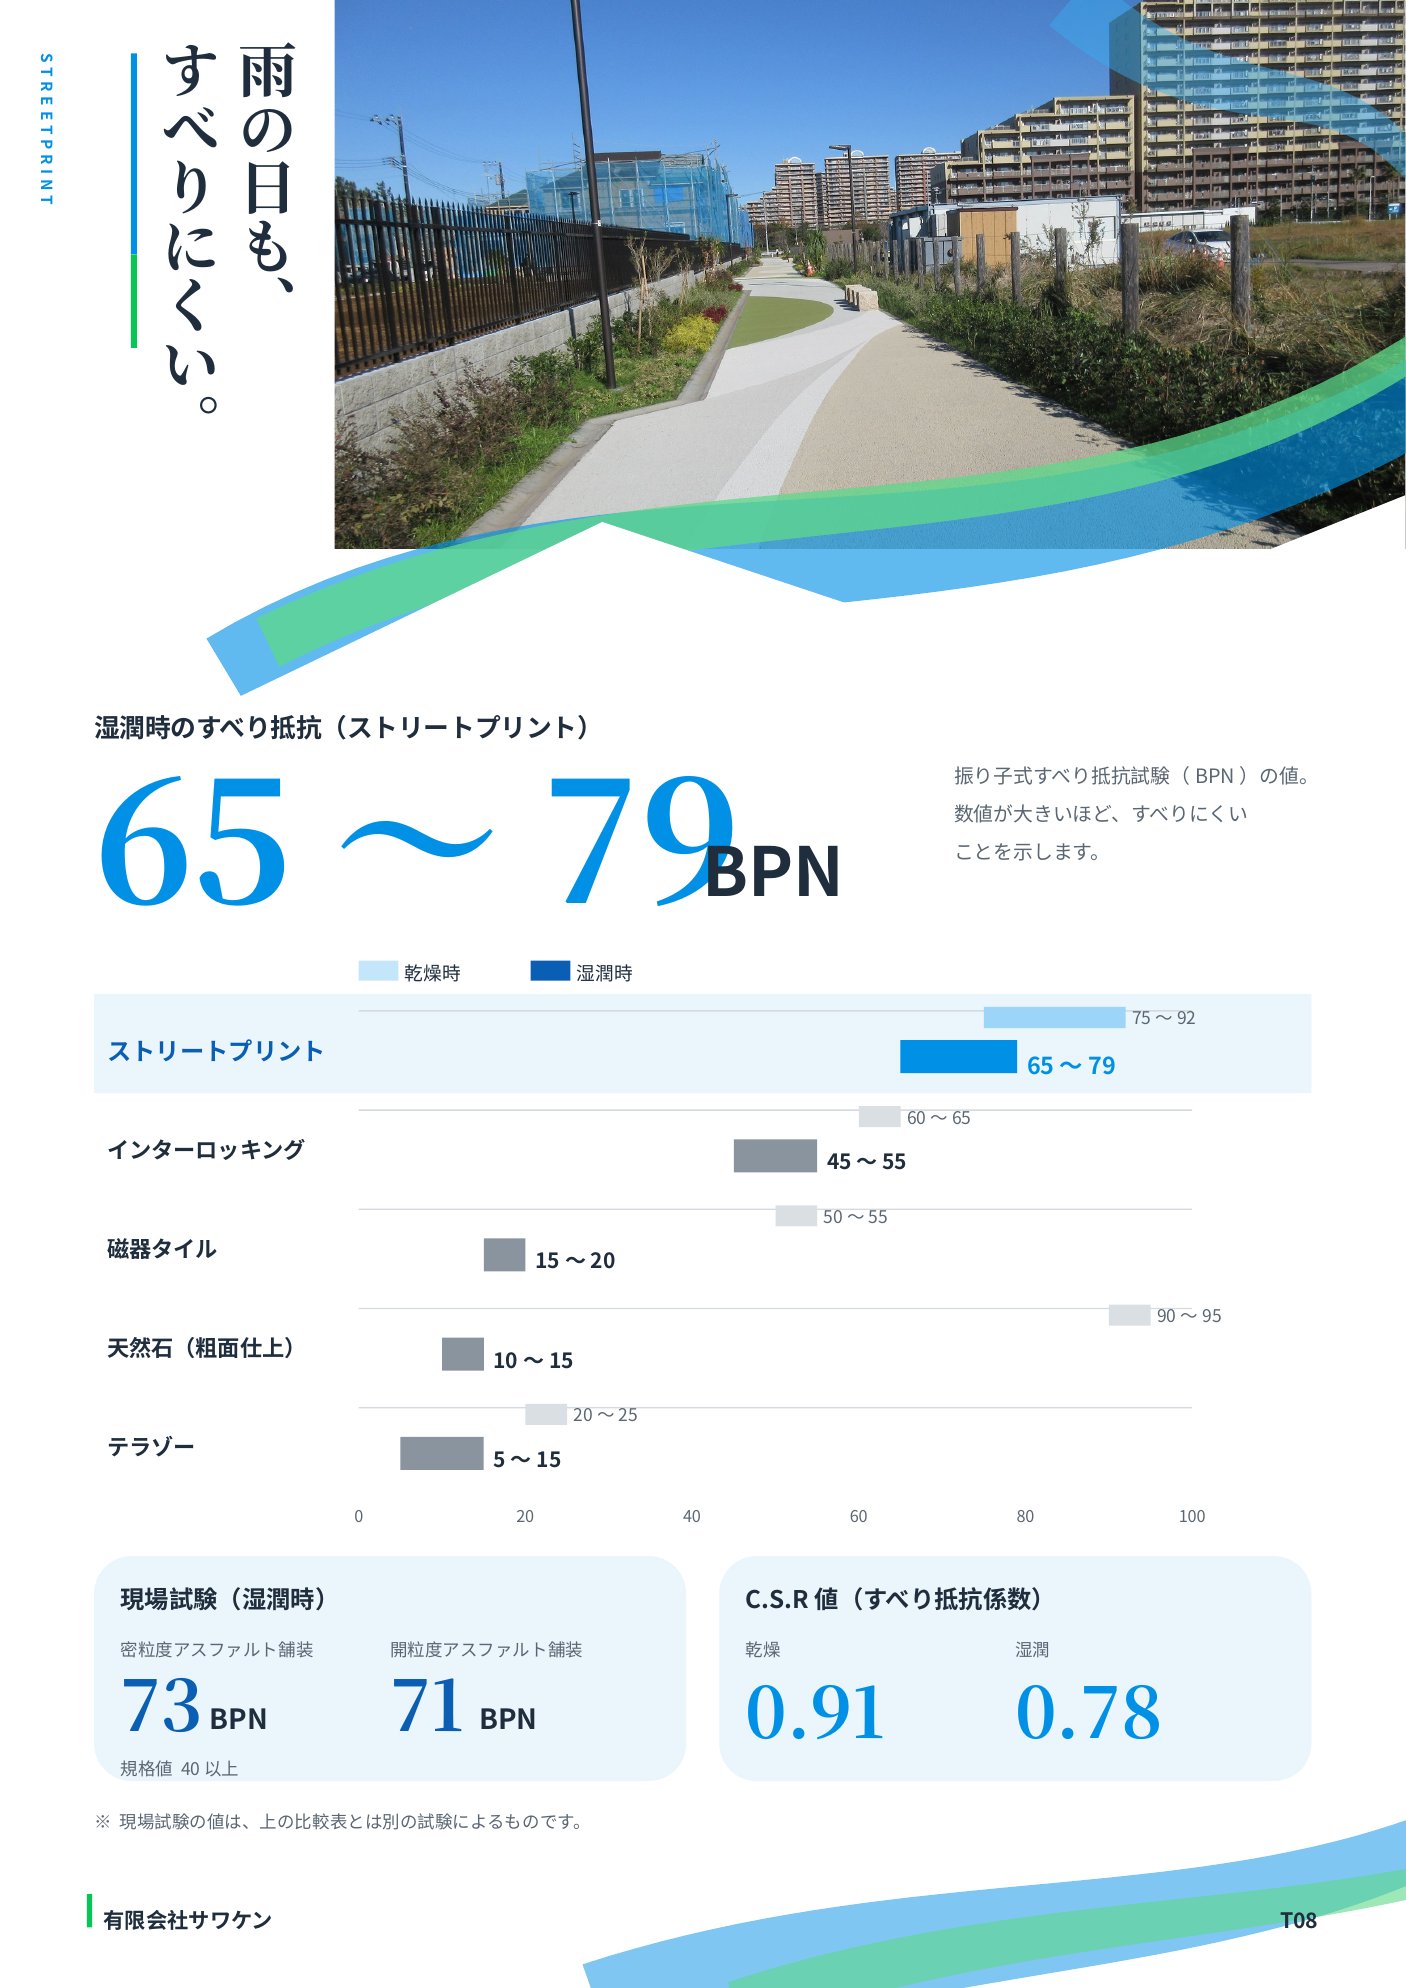 STREETPRINT
雨の日も、
すべりにくい。
湿潤時のすべり抵抗（ストリートプリント）
65 〜 79 BPN
振り子式すべり抵抗試験（ BPN ）の値。
数値が大きいほど、すべりにくい
ことを示します。
乾燥時 湿潤時
75 〜 92
ストリートプリント
65 〜 79
60 〜 65
インターロッキング
45 〜 55
50 〜 55
磁器タイル
15 〜 20
90 〜 95
天然石（粗面仕上）
10 〜 15
20 〜 25
テラゾー
5 〜 15
0 20 40 60 80 100
現場試験（湿潤時）
密粒度アスファルト舗装 開粒度アスファルト舗装
73 BPN 71 BPN
規格値 40 以上
C.S.R 値（すべり抵抗係数）
乾燥 湿潤
0.91 0.78
※ 現場試験の値は、上の比較表とは別の試験によるものです。
有限会社サワケン
T08